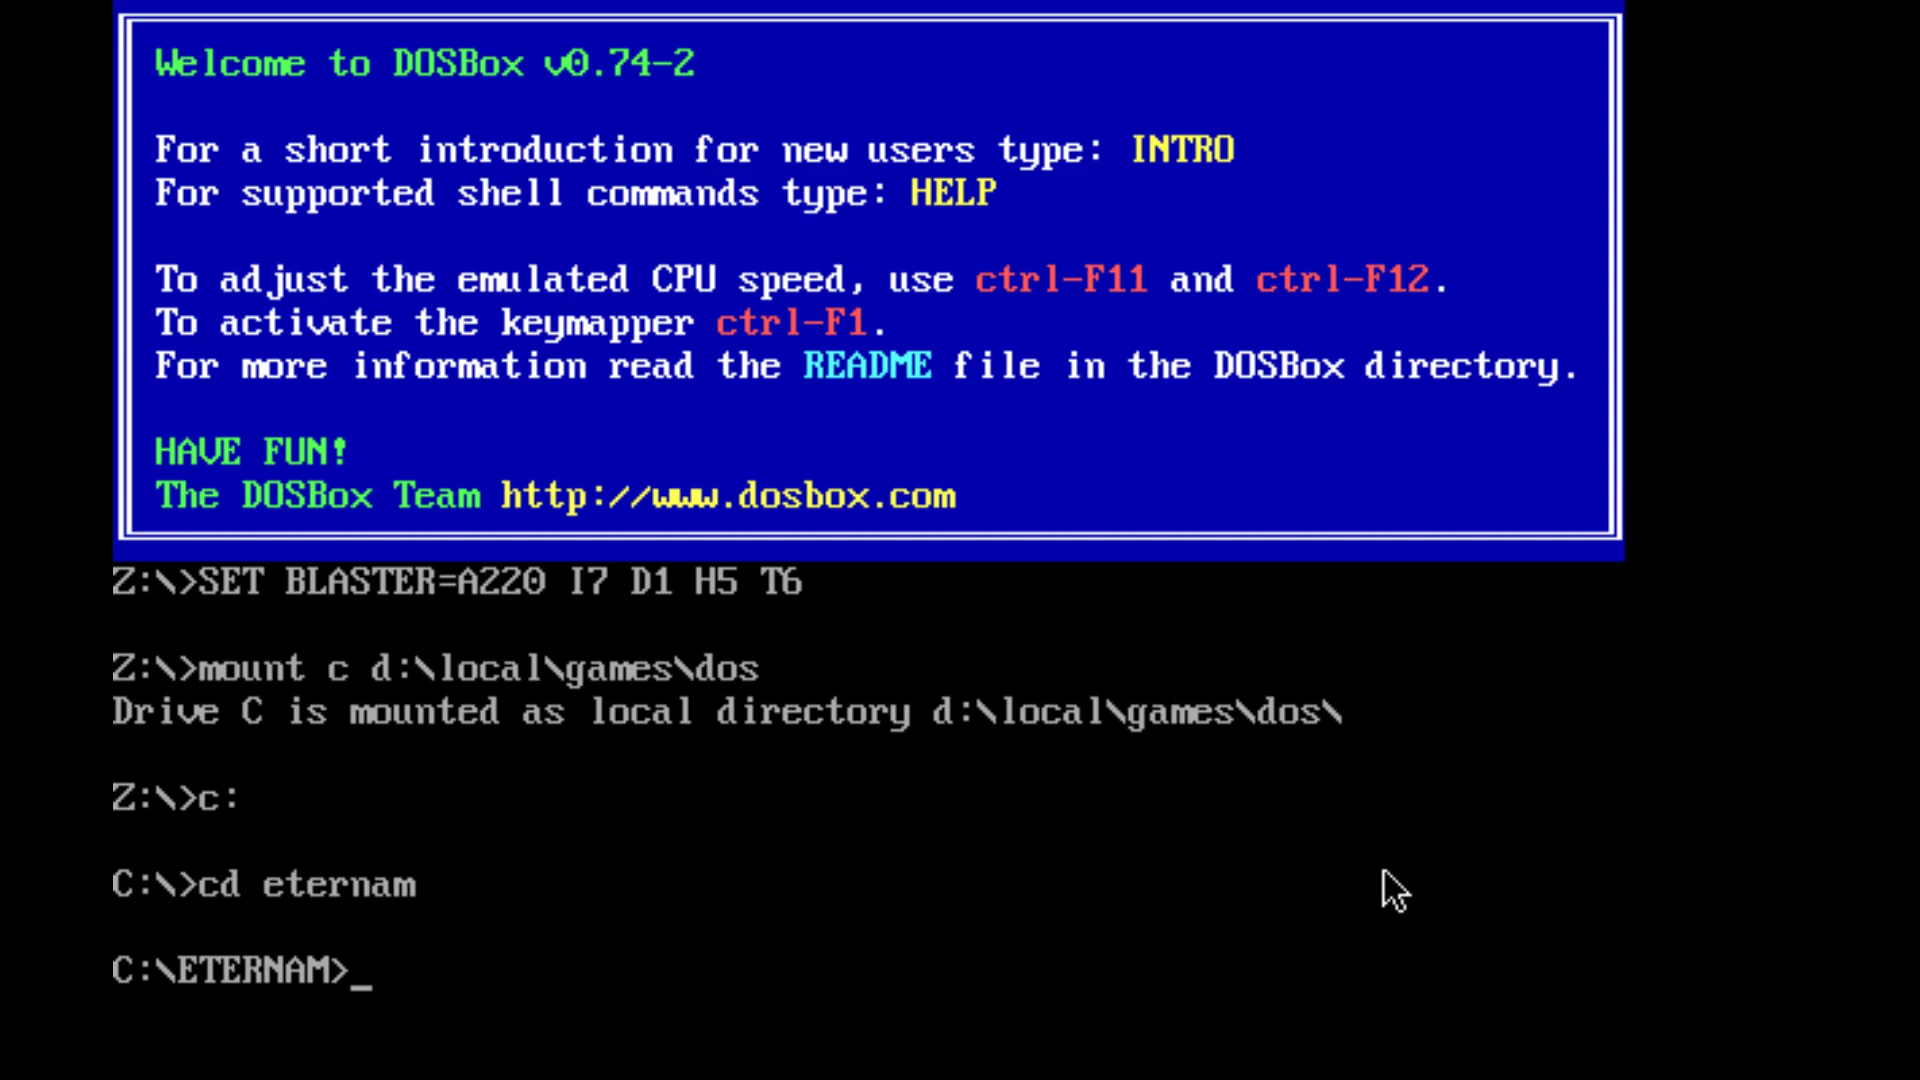 Welcome to DOSBox v0.74-2
For a short introduction for new users type: INTRO
For supported shell commands type: HELP
To adjust the emulated CPU speed, use ctrl-F11 and ctrl-F12.
To activate the keymapper ctrl-F1.
For more information read the README file in the DOSBox directory.
HAVE FUN!
The DOSBox Team http://www.dosbox.com
Z:\>SET BLASTER=A220 I7 D1 H5 T6
Z:\>mount c d:\local\games\dos
Drive C is mounted as local directory d:\local\games\dos\
Z:\>c:
C:\>cd eternam
C:\ETERNAM>_